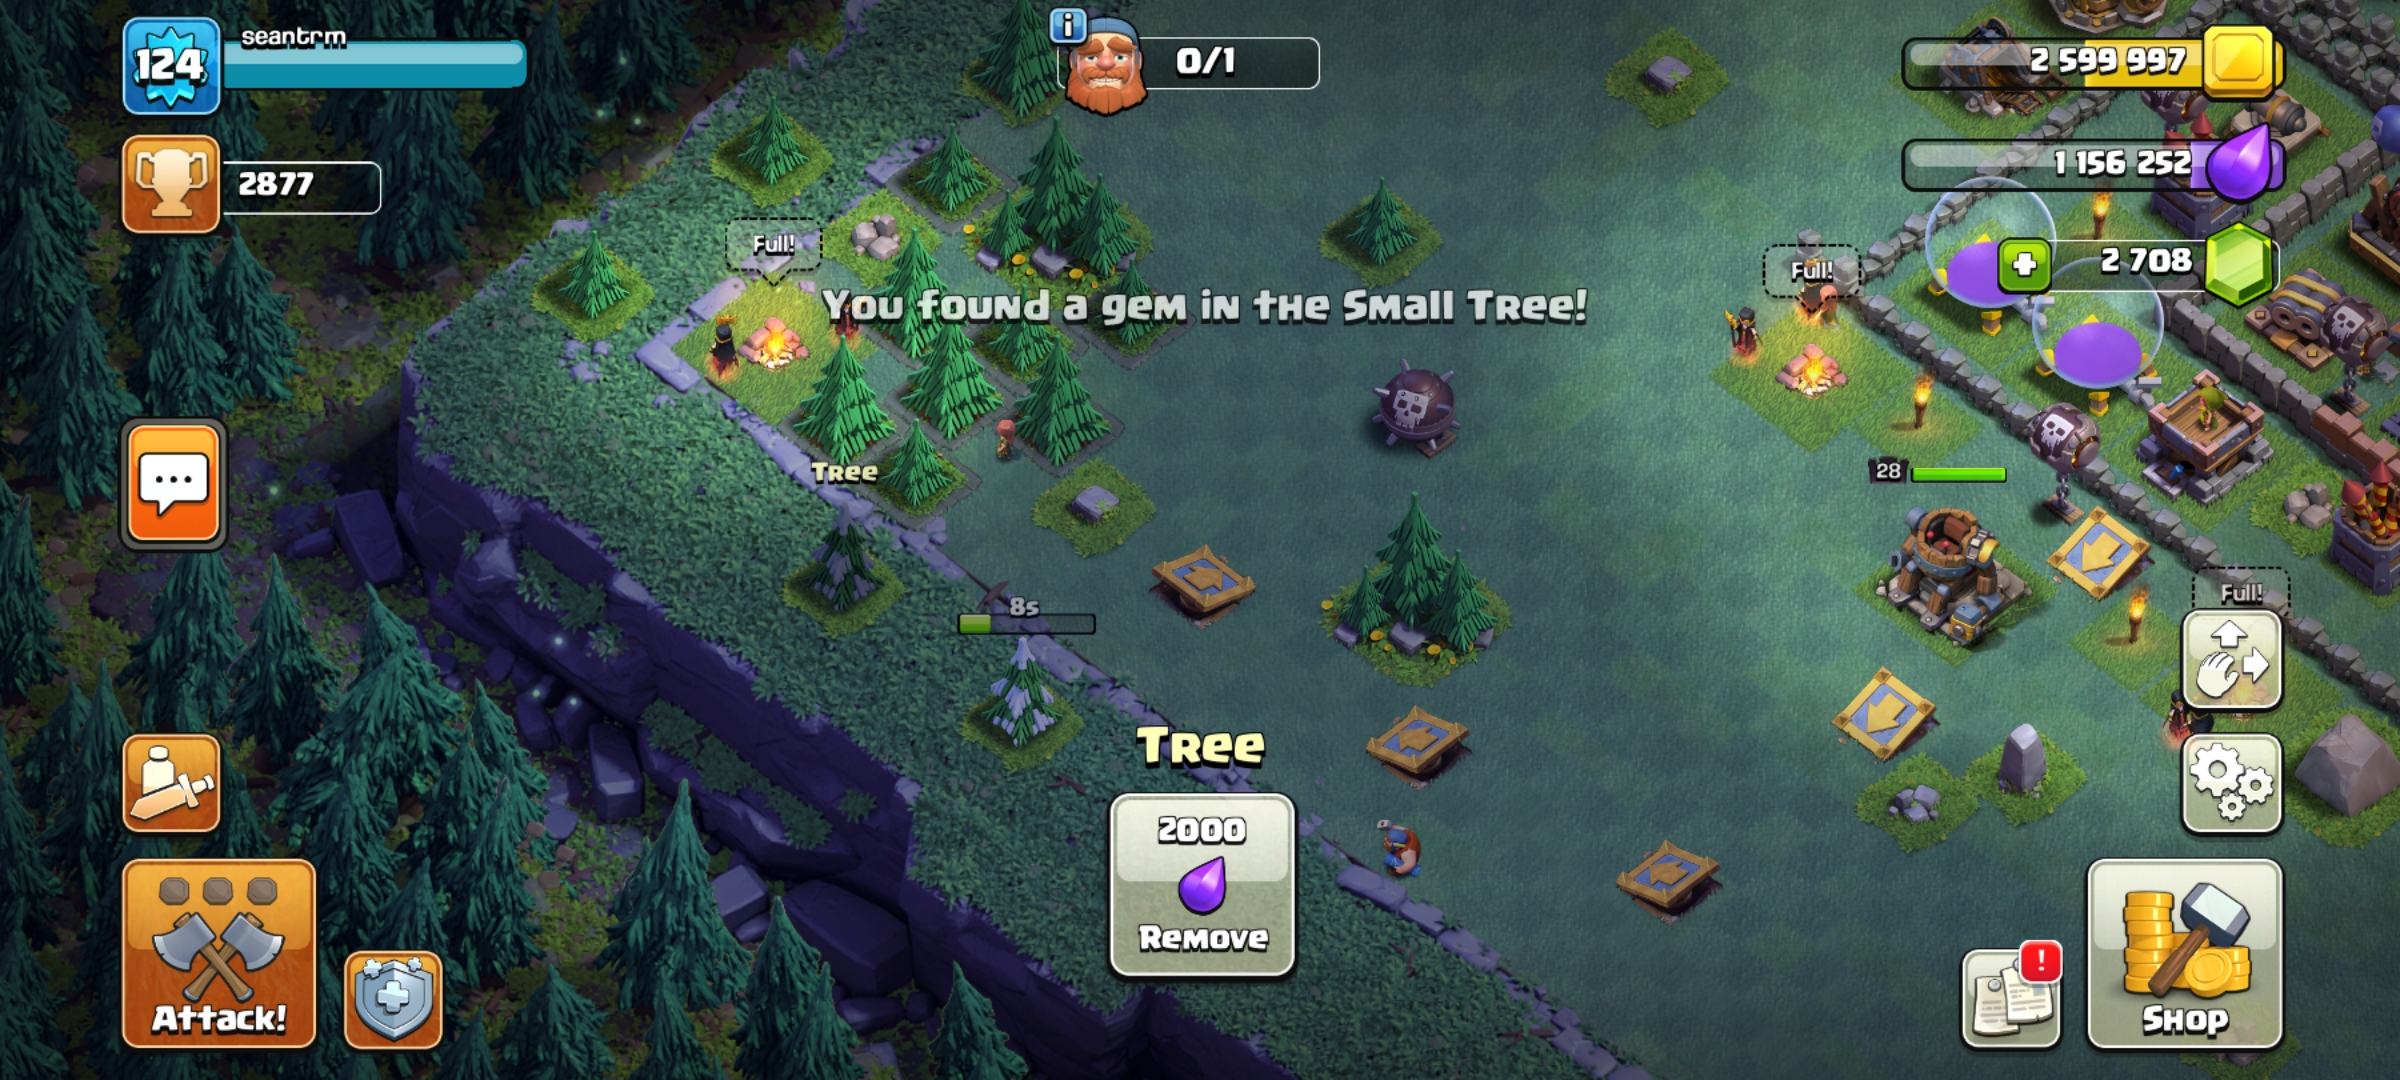 124
seantrm
0/1
2 599 997
2877
1 156 252
Full!
Full!
2 708
You found a gem in the Small Tree!
Tree
28
Full!
8s
Tree
2000
Remove
!
Attack!
Shop